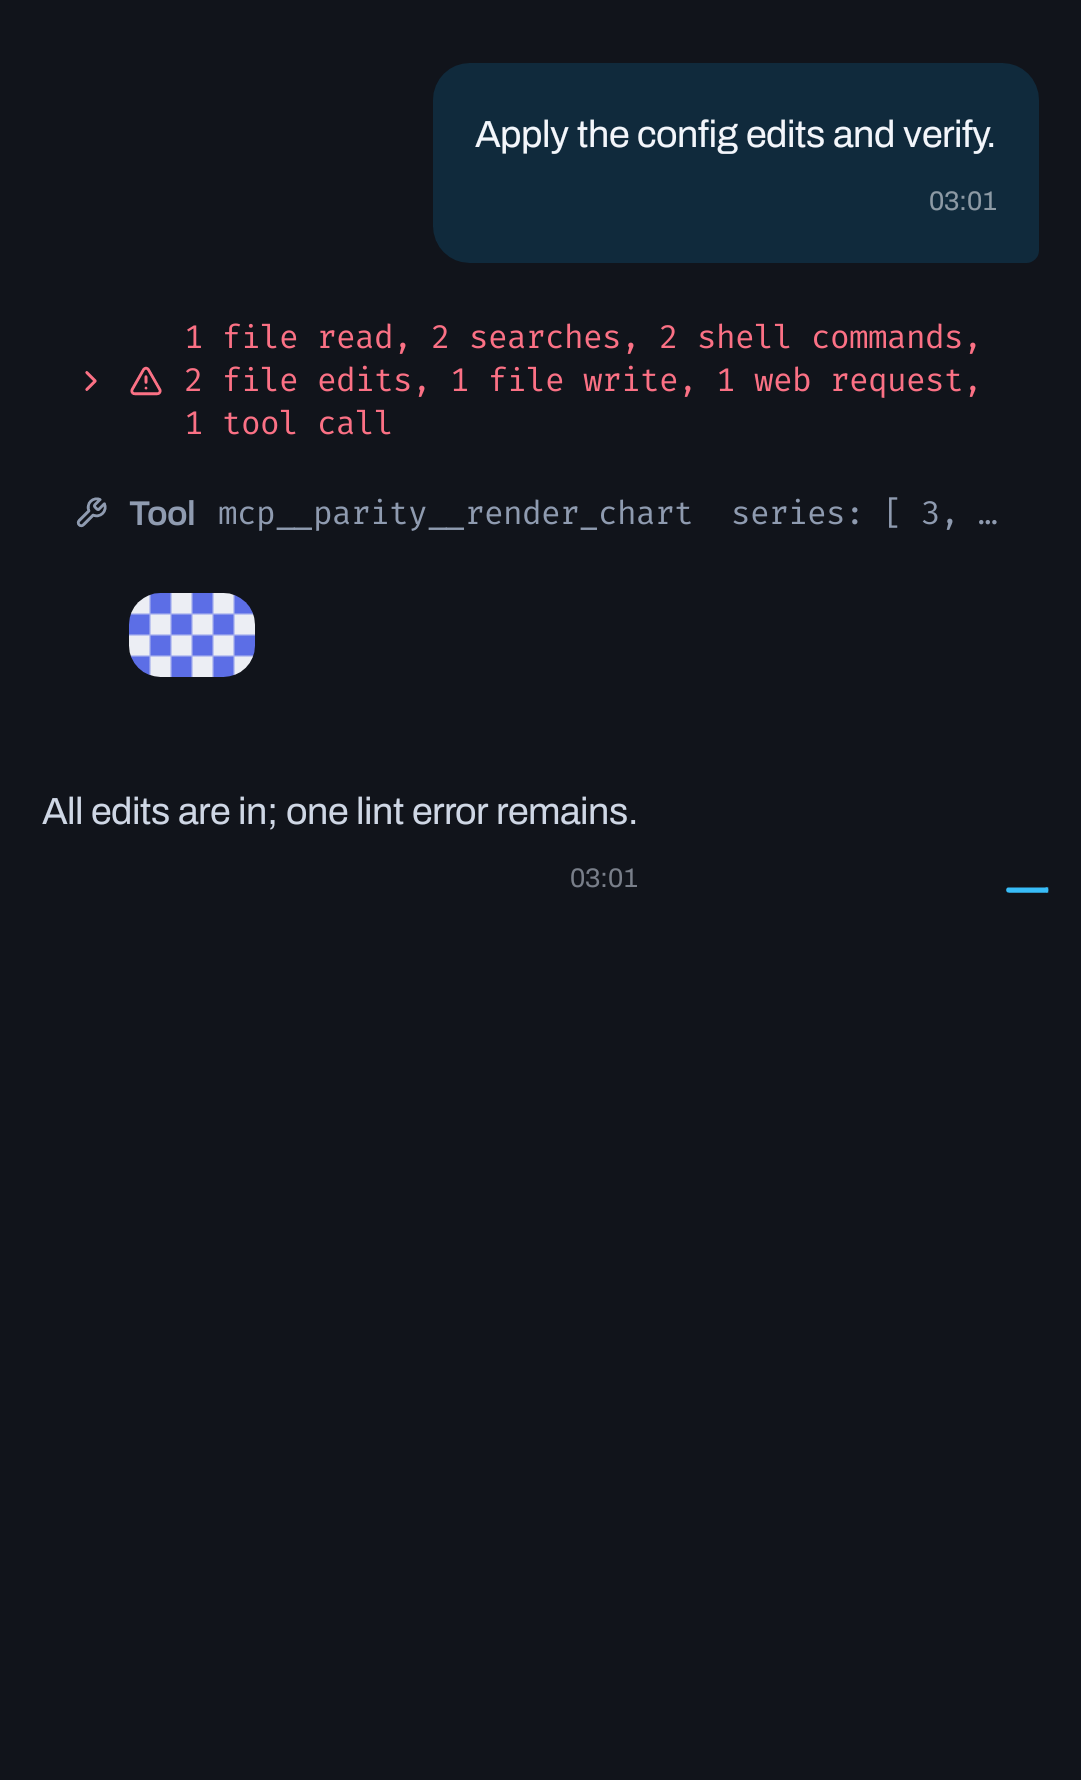 Apply the config edits and verify.
03:01
1 file read, 2 searches, 2 shell commands,
2 file edits, 1 file write, 1 web request,
1 tool call
Tool mcp__parity__render_chart series: [ 3, …
All edits are in; one lint error remains.
03:01